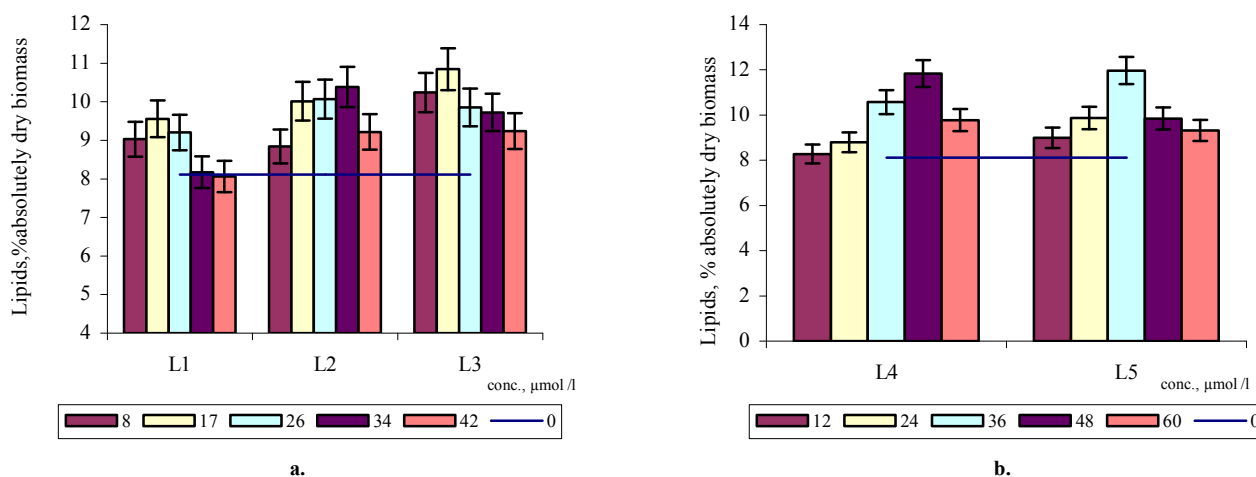 Lipids,%absolutely dry biomass
12
11
10
9
8
7
6
5
4
L1 L2 L3
conc., µmol /l
8 17 26 34 42 0
a.
Lipids, % absolutely dry biomass
14
12
10
8
6
4
2
0
L4 L5
conc., µmol /l
12 24 36 48 60 0
b.